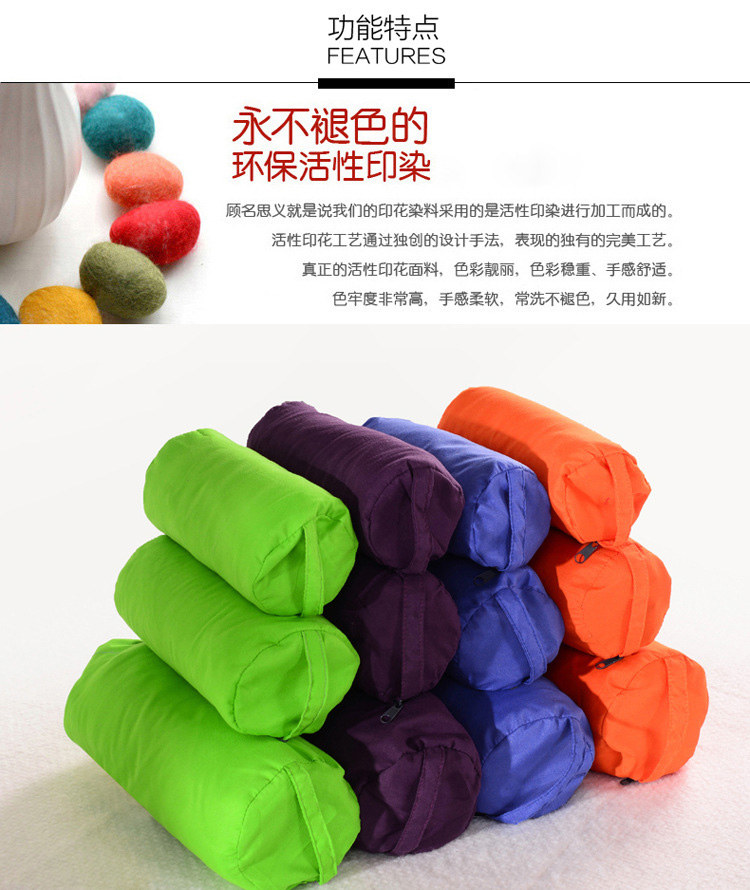 功能特点
FEATURES
永不褪色的
环保活性印染
顾名思义就是说我们的印花染料采用的是活性印染进行加工而成的。
活性印花工艺通过独创的设计手法，表现的独有的完美工艺。
真正的活性印花面料，色彩靓丽，色彩稳重、手感舒适。
色牢度非常高，手感柔软，常洗不褪色，久用如新。